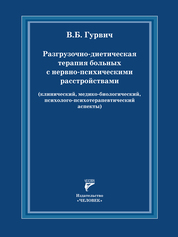 В.Б. Гурвич
Разгрузочно-диетическая
терапия больных
с нервно-психическими
расстройствами
(клинический, медико-биологический,
психолого-психотерапевтический
аспекты)
Издательство
«ЧЕЛОВЕК»